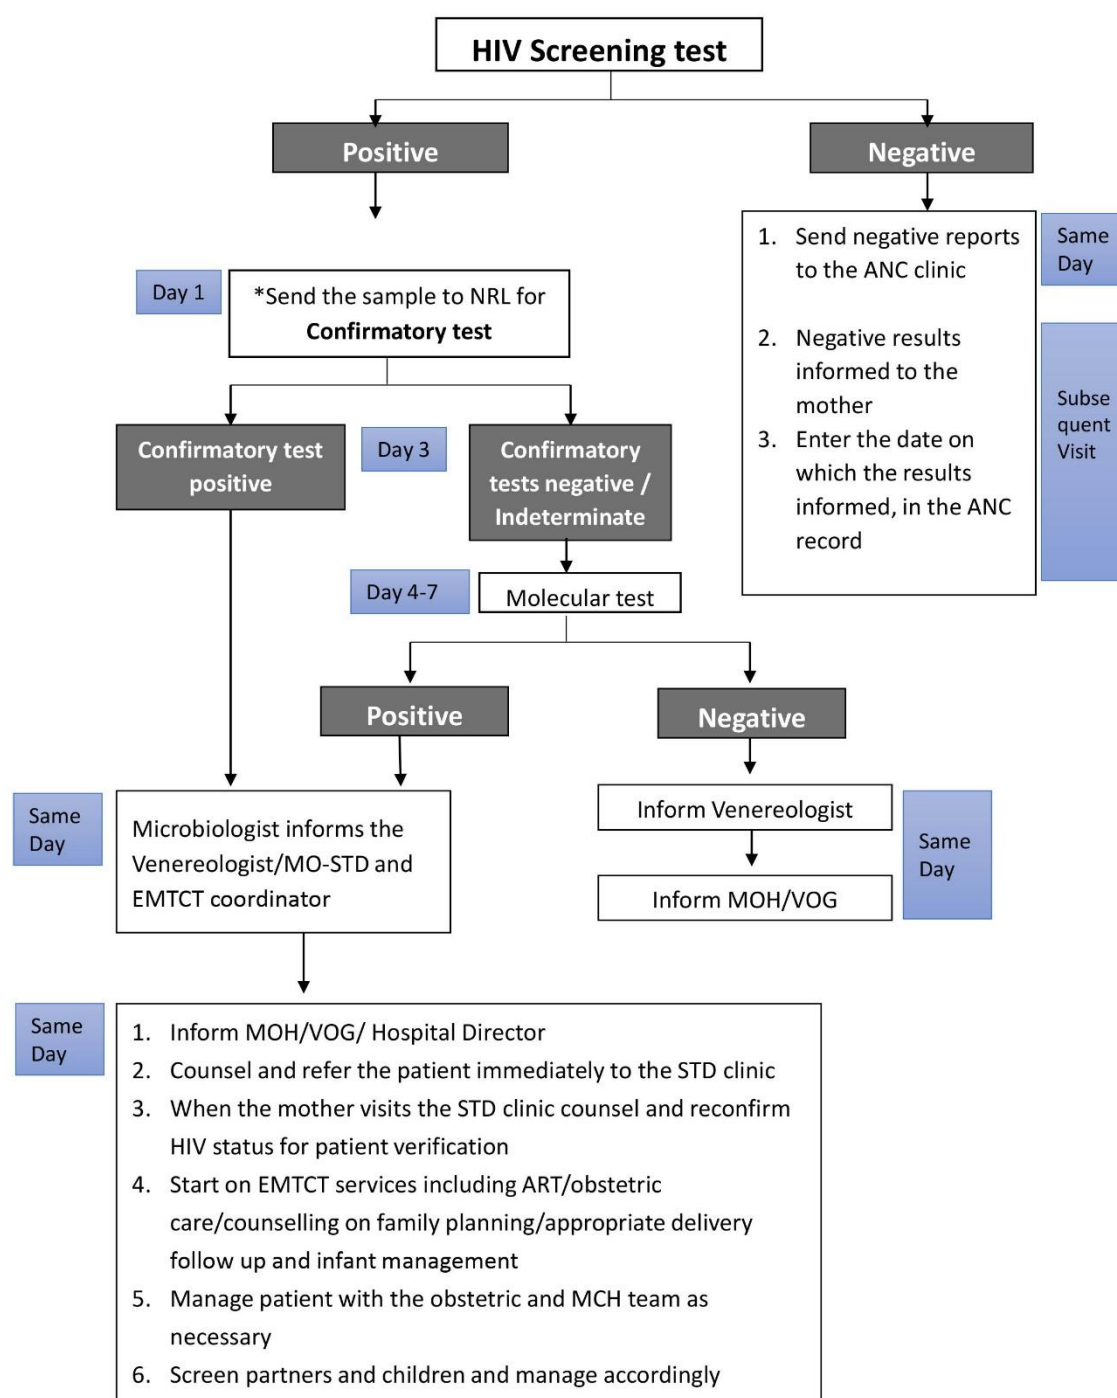 HIV Screening test
Positive
Negative
1. Send negative reports
to the ANC clinic
2. Negative results
informed to the
mother
3. Enter the date on
which the results
informed, in the ANC
record
Same
Day
Subse
quent
Visit
Day 1
*Send the sample to NRL for
Confirmatory test
Confirmatory test
positive
Day 3
Confirmatory
tests negative /
Indeterminate
Day 4-7
Molecular test
Positive
Negative
Same
Day
Microbiologist informs the
Venereologist/MO-STD and
EMTCT coordinator
Inform Venereologist
Inform MOH/VOG
Same
Day
Same
Day
1. Inform MOH/VOG/ Hospital Director
2. Counsel and refer the patient immediately to the STD clinic
3. When the mother visits the STD clinic counsel and reconfirm
HIV status for patient verification
4. Start on EMTCT services including ART/obstetric
care/counselling on family planning/appropriate delivery
follow up and infant management
5. Manage patient with the obstetric and MCH team as
necessary
6. Screen partners and children and manage accordingly